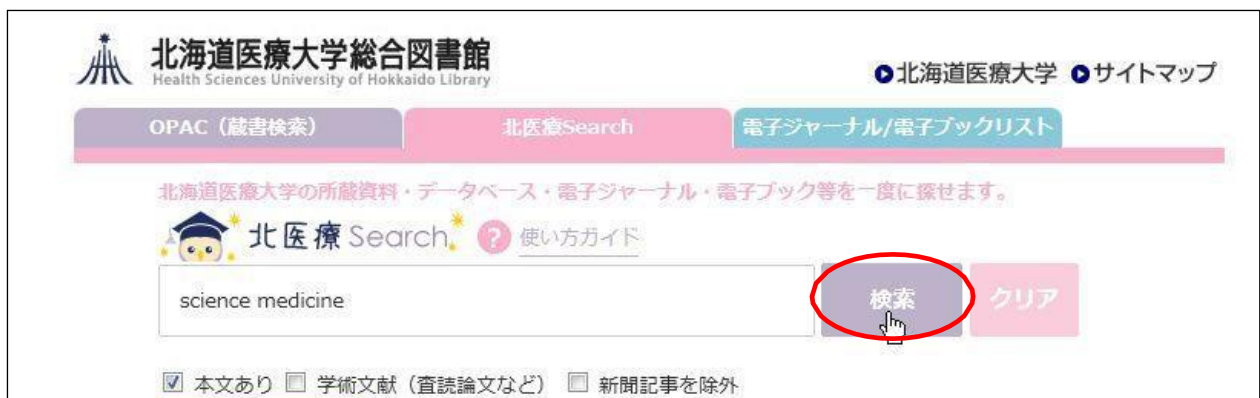 北海道医療大学総合図書館
Health Sciences University of Hokkaido Library
北海道医療大学 サイトマップ
OPAC（蔵書検索） 北医療Search 電子ジャーナル/電子ブックリスト
北海道医療大学の所蔵資料・データベース・電子ジャーナル・電子ブック等を一度に探せます。
北医療 Search ? 使い方ガイド
science medicine 検索 クリア
本文あり 学術文献（査読論文など） 新聞記事を除外